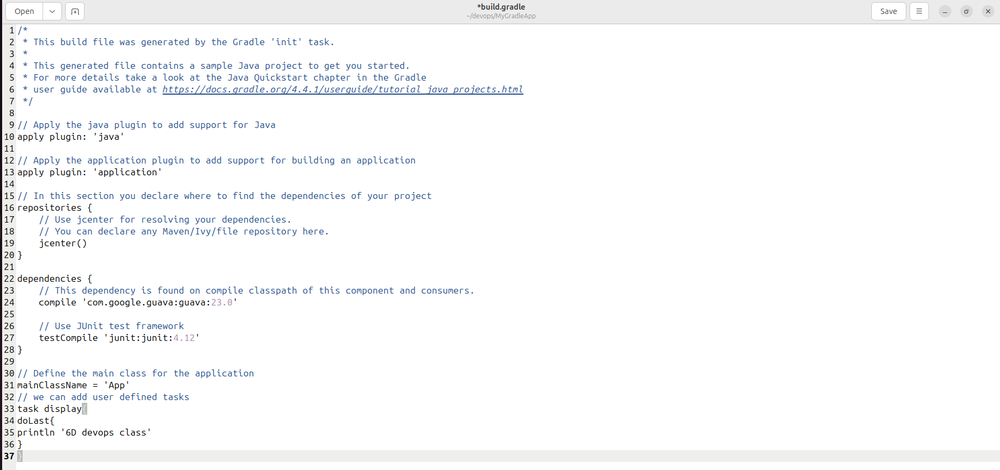 Open
*build.gradle
~/devops/MyGradleApp
Save
1 /*
2  * This build file was generated by the Gradle 'init' task.
3  *
4  * This generated file contains a sample Java project to get you started.
5  * For more details take a look at the Java Quickstart chapter in the Gradle
6  * user guide available at https://docs.gradle.org/4.4.1/userguide/tutorial_java_projects.html
7  */
8
9 // Apply the java plugin to add support for Java
10 apply plugin: 'java'
11
12 // Apply the application plugin to add support for building an application
13 apply plugin: 'application'
14
15 // In this section you declare where to find the dependencies of your project
16 repositories {
17     // Use jcenter for resolving your dependencies.
18     // You can declare any Maven/Ivy/file repository here.
19     jcenter()
20 }
21
22 dependencies {
23     // This dependency is found on compile classpath of this component and consumers.
24     compile 'com.google.guava:guava:23.0'
25
26     // Use JUnit test framework
27     testCompile 'junit:junit:4.12'
28 }
29
30 // Define the main class for the application
31 mainClassName = 'App'
32 // we can add user defined tasks
33 task display{
34 doLast{
35 println '6D devops class'
36 }
37 }